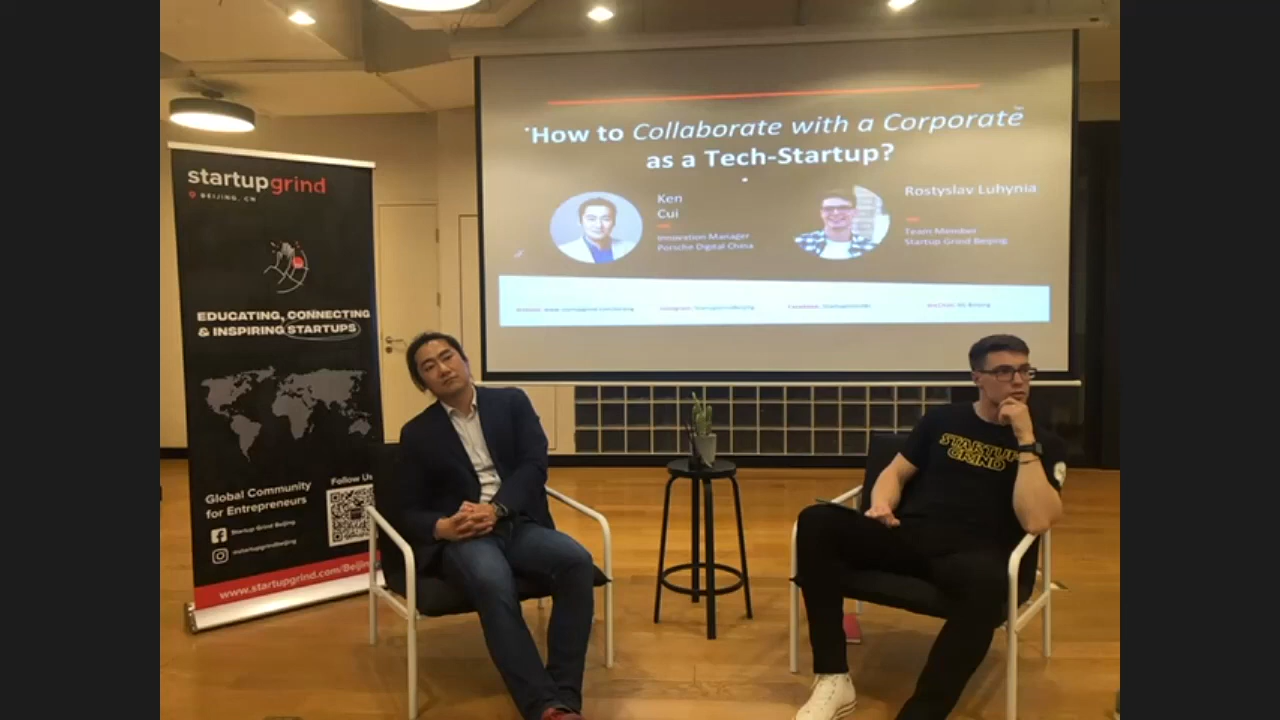 startupgrind
BEIJING, CN
EDUCATING, CONNECTING
& INSPIRING STARTUPS
Global Community
for Entrepreneurs
Follow Us
Startup Grind Beijing
www.startupgrind.com/Beijin
How to Collaborate with a Corporate
as a Tech-Startup?
Ken
Cui
Innovation Manager
Porsche Digital China
Rostyslav Luhynia
Team Member
Startup Grind Beijing
STARTUP
GRIND